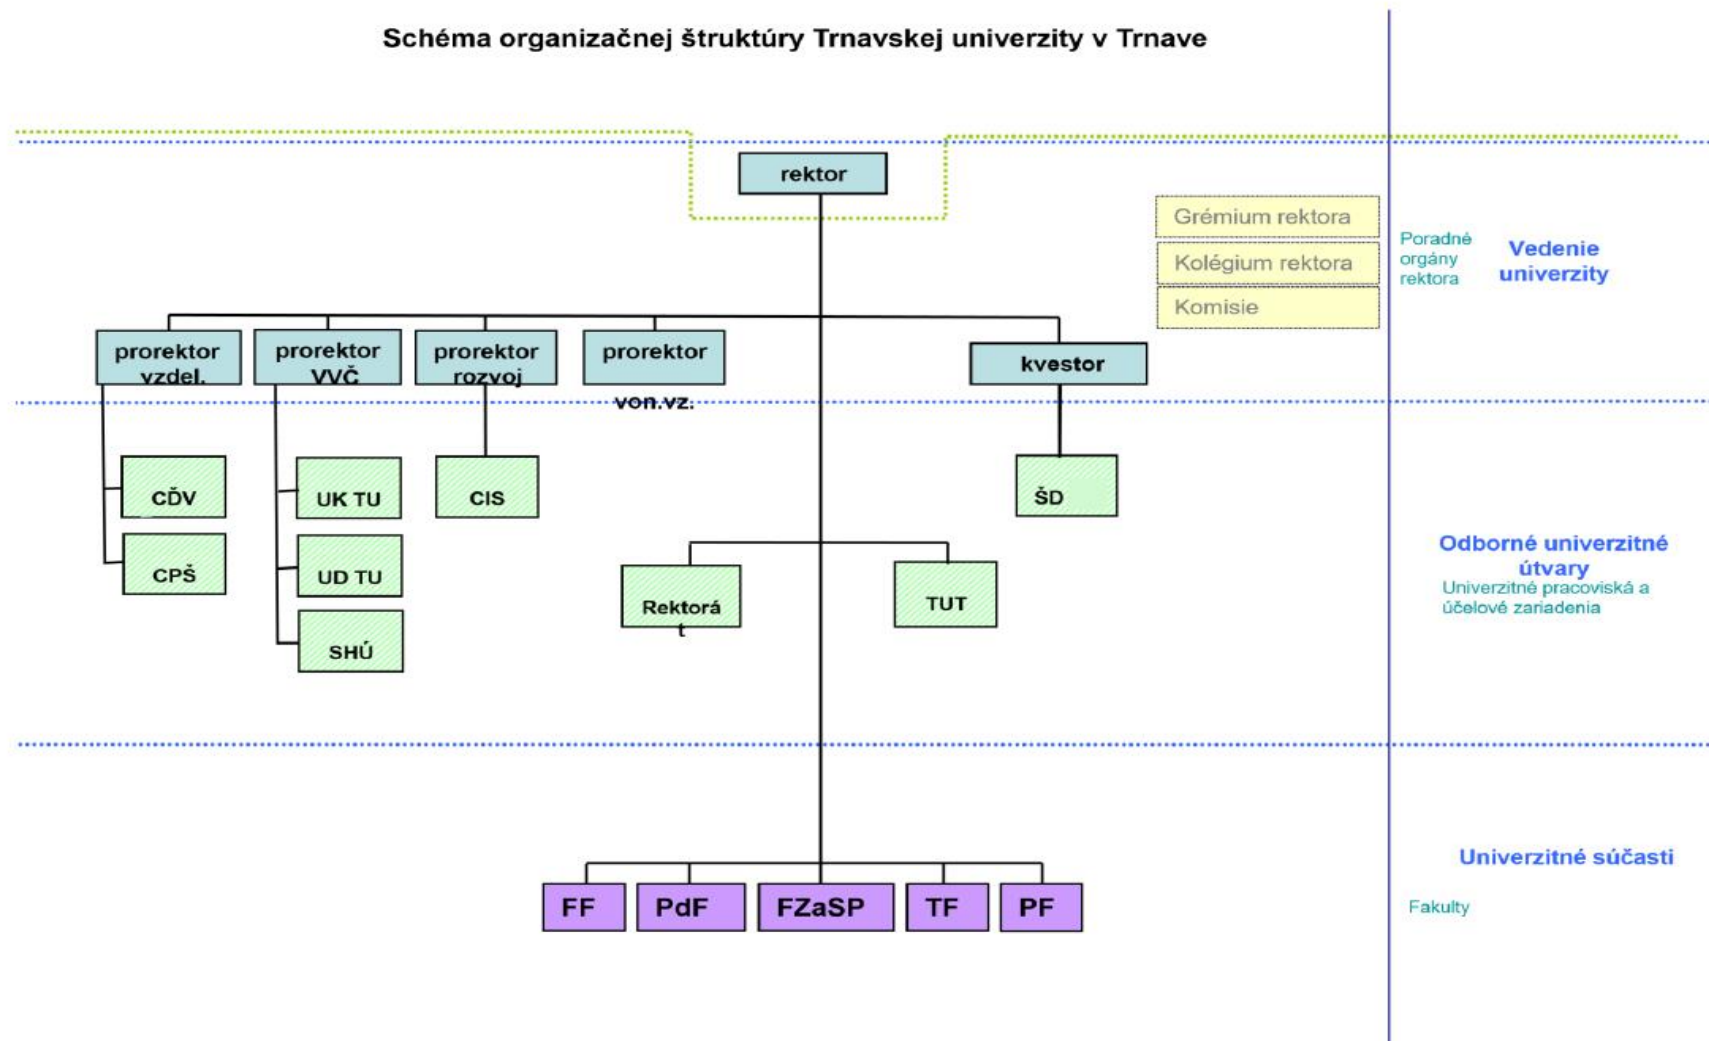 Schéma organizačnej štruktúry Trnavskej univerzity v Trnave
rektor
Grémium rektora
Kolégium rektora
Komisie
Poradné
orgány
rektora
Vedenie
univerzity
prorektor
vzdel.
prorektor
VVČ
prorektor
rozvoj
prorektor
von.vz.
kvestor
CĎV
UK TU
CIS
ŠD
CPŠ
UD TU
SHÚ
Rektorá
t
TUT
Odborné univerzitné
útvary
Univerzitné pracoviská a
účelové zariadenia
Univerzitné súčasti
FF
PdF
FZaSP
TF
PF
Fakulty